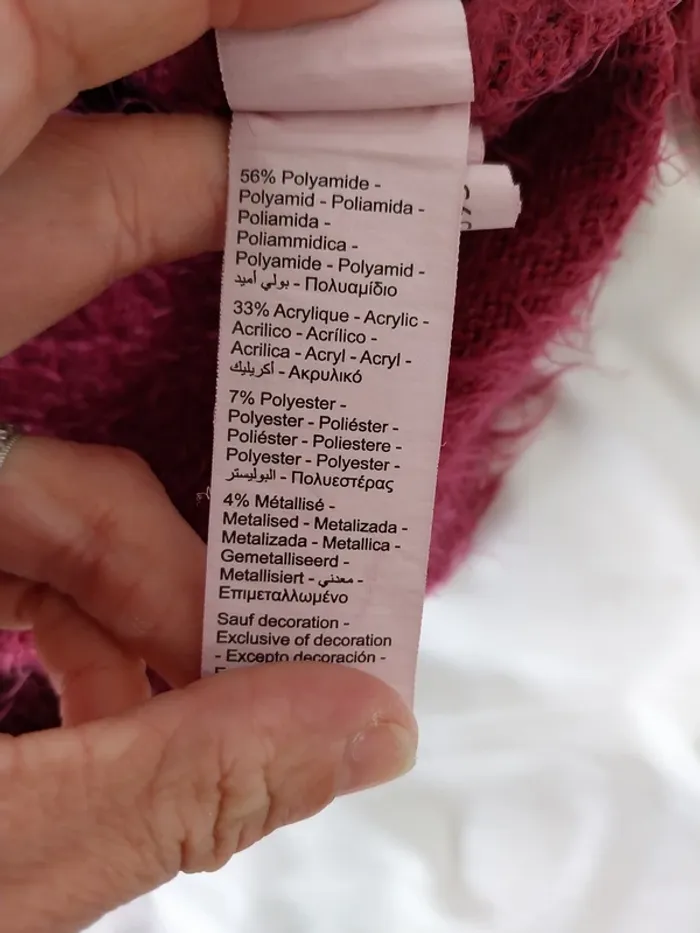 56% Polyamide -
Polyamid - Poliamida -
Poliamida -
Poliammidica -
Polyamide - Polyamid -
بولي أميد - Πολυαμίδιο
33% Acrylique - Acrylic -
Acrilico - Acrílico -
Acrilica - Acryl - Acryl -
أكريليك - Ακρυλικό
7% Polyester -
Polyester - Poliéster -
Poliéster - Poliestere -
Polyester - Polyester -
البوليستر - Πολυεστέρας
4% Métallisé -
Metalised - Metalizada -
Metalizada - Metallica -
Gemetalliseerd -
Metallisiert - معدني -
Επιμεταλλωμένο
Sauf decoration -
Exclusive of decoration
- Excepto decoración -